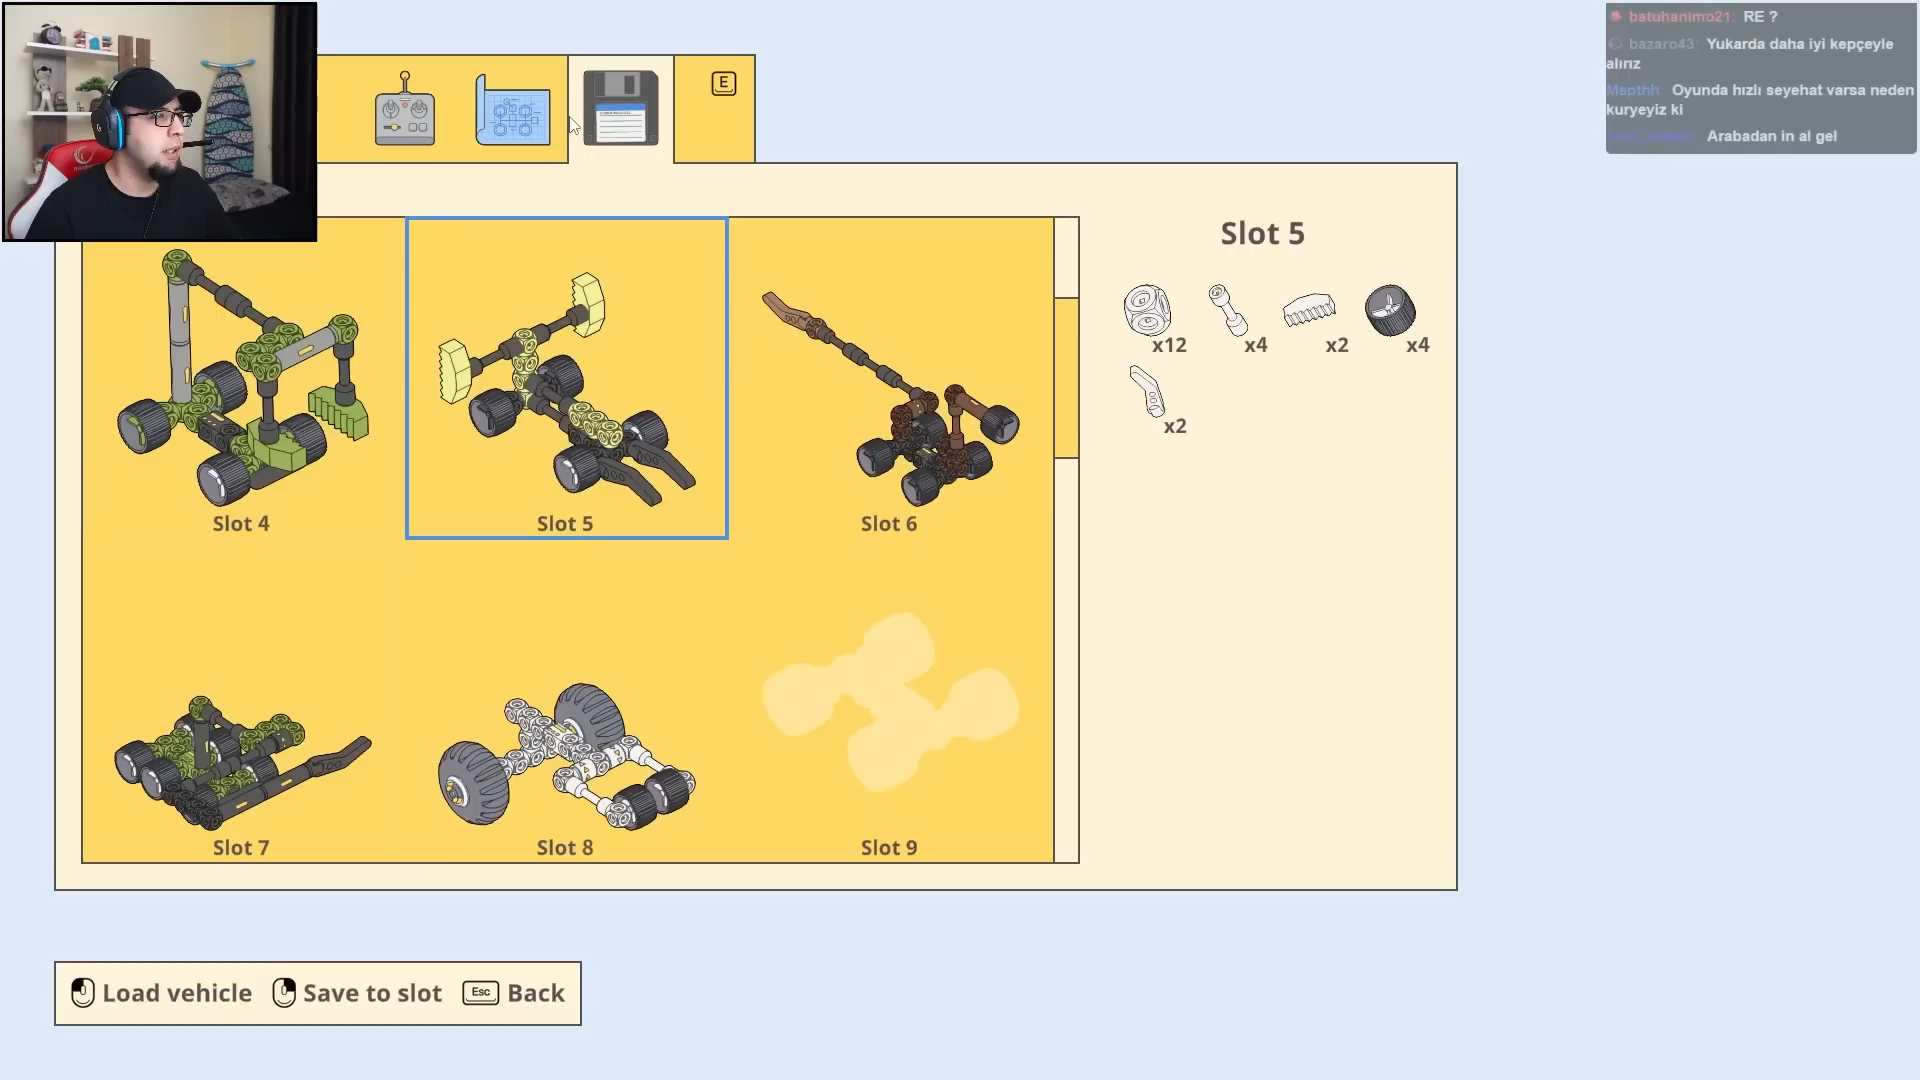 E
batuhanimo21: RE ?
bazaro43: Yukarda daha iyi kepçeyle
alırız
Mapthh: Oyunda hızlı seyehat varsa neden
kuryeyiz ki
Arabadan in al gel
Slot 5
x12
x4
x2
x4
x2
Slot 4
Slot 5
Slot 6
Slot 7
Slot 8
Slot 9
Load vehicle
Save to slot
Esc
Back